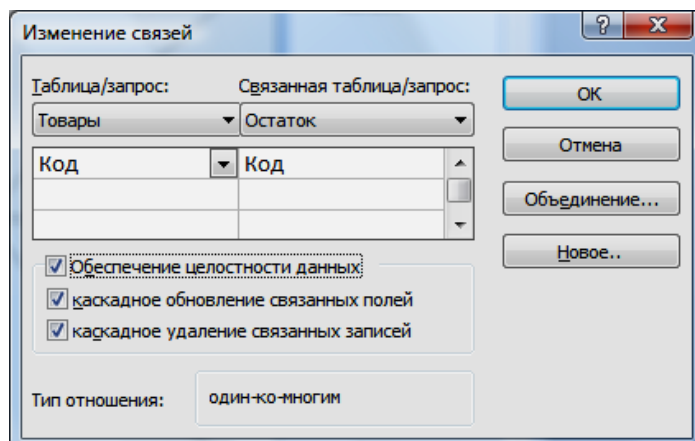 Изменение связей
Таблица/запрос: Связанная таблица/запрос:
Товары Остаток
Код Код
Обеспечение целостности данных
каскадное обновление связанных полей
каскадное удаление связанных записей
Тип отношения: один-ко-многим
ОК
Отмена
Объединение...
Новое..